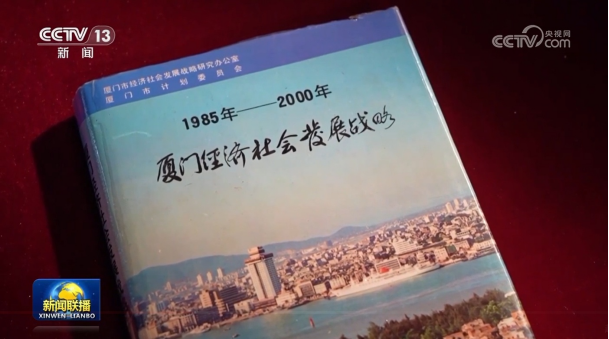 CCTV 13
新闻
CCTV 央视网
com
厦门市经济社会发展战略研究办公室
厦门市计划委员会
1985年——2000年
厦门经济社会发展战略
新闻联播
XINWEN LIANBO